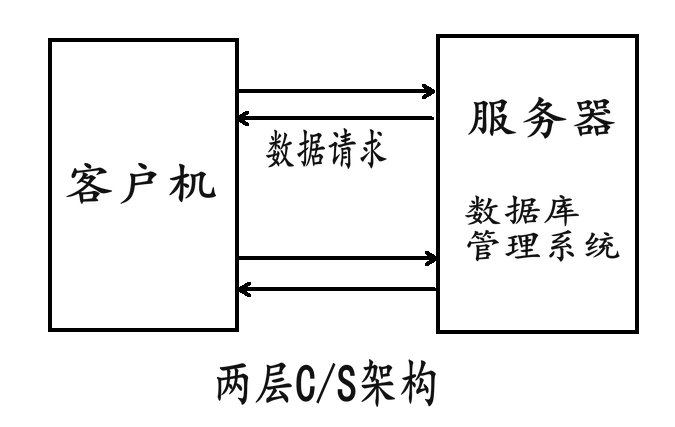 客户机
数据请求
服务器
数据库
管理系统
两层C/S架构